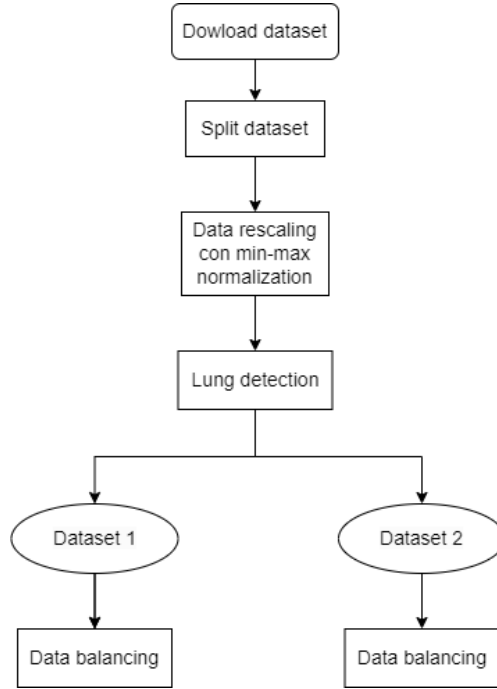 Dowload dataset
Split dataset
Data rescaling
con min-max
normalization
Lung detection
Dataset 1
Dataset 2
Data balancing
Data balancing